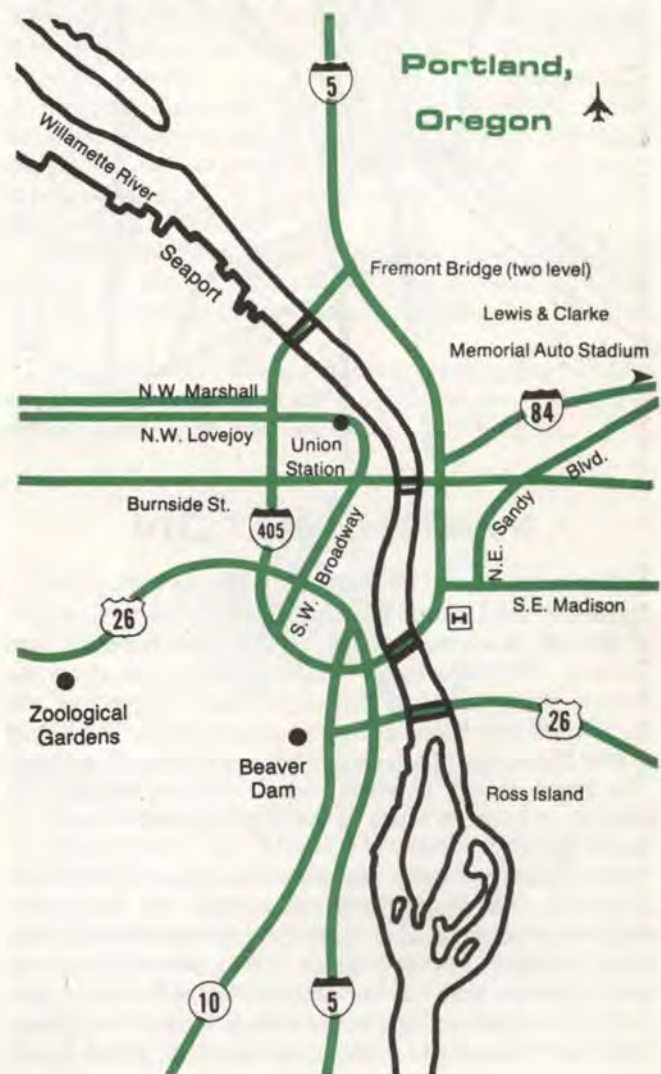 Portland,
Oregon
5
Willamette River
Seaport
Fremont Bridge (two level)
Lewis & Clarke
Memorial Auto Stadium
N.W. Marshall
84
N.W. Lovejoy
Union
Station
Burnside St.
N.E. Sandy Blvd.
405
S.W. Broadway
26
S.E. Madison
H
Zoological
Gardens
26
Beaver
Dam
Ross Island
10
5